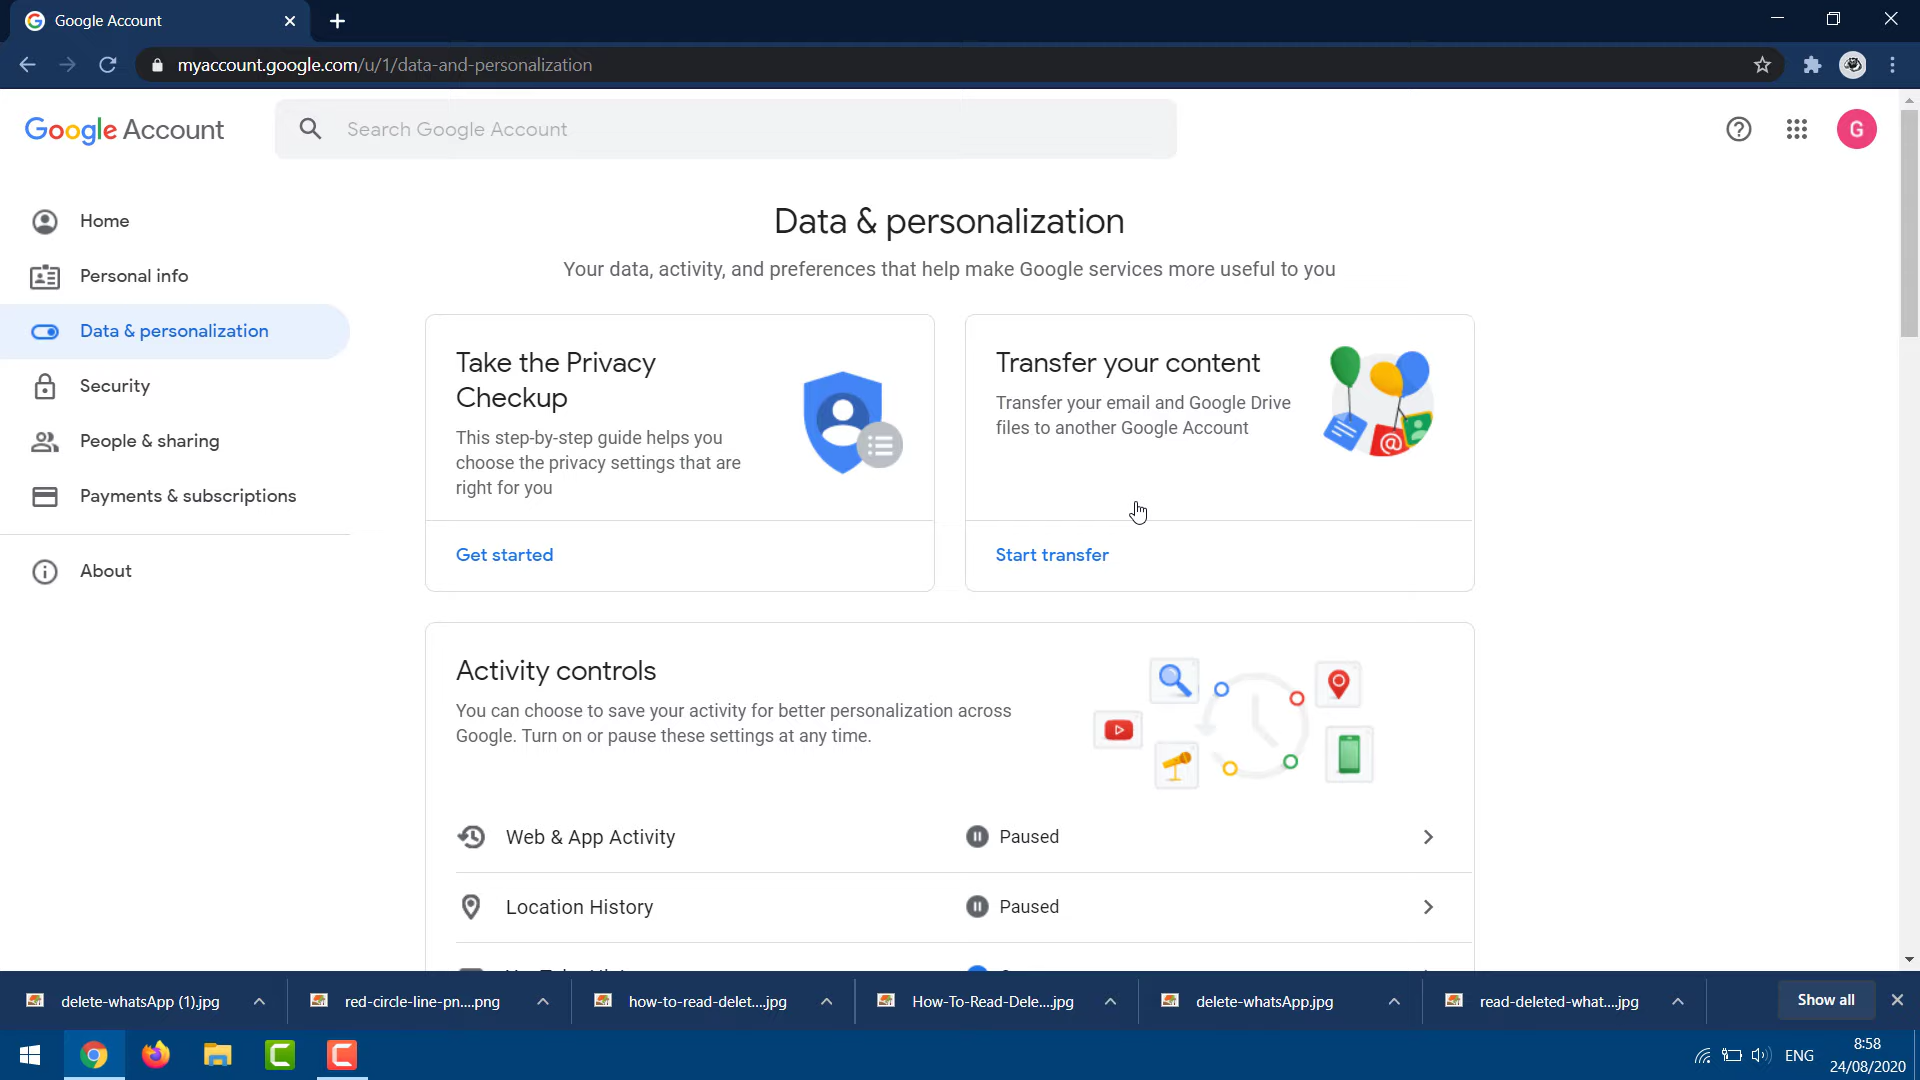 Google Account
myaccount.google.com/u/1/data-and-personalization
Google Account
Search Google Account
G
Home
Personal info
Data & personalization
Security
People & sharing
Payments & subscriptions
About
Data & personalization
Your data, activity, and preferences that help make Google services more useful to you
Take the Privacy
Checkup
This step-by-step guide helps you
choose the privacy settings that are
right for you
Get started
Transfer your content
Transfer your email and Google Drive
files to another Google Account
Start transfer
Activity controls
You can choose to save your activity for better personalization across
Google. Turn on or pause these settings at any time.
Web & App Activity
Paused
Location History
Paused
delete-whatsApp (1).jpg
red-circle-line-pn....png
how-to-read-delet....jpg
How-To-Read-Dele....jpg
delete-whatsApp.jpg
read-deleted-what....jpg
Show all
ENG
8:58
24/08/2020